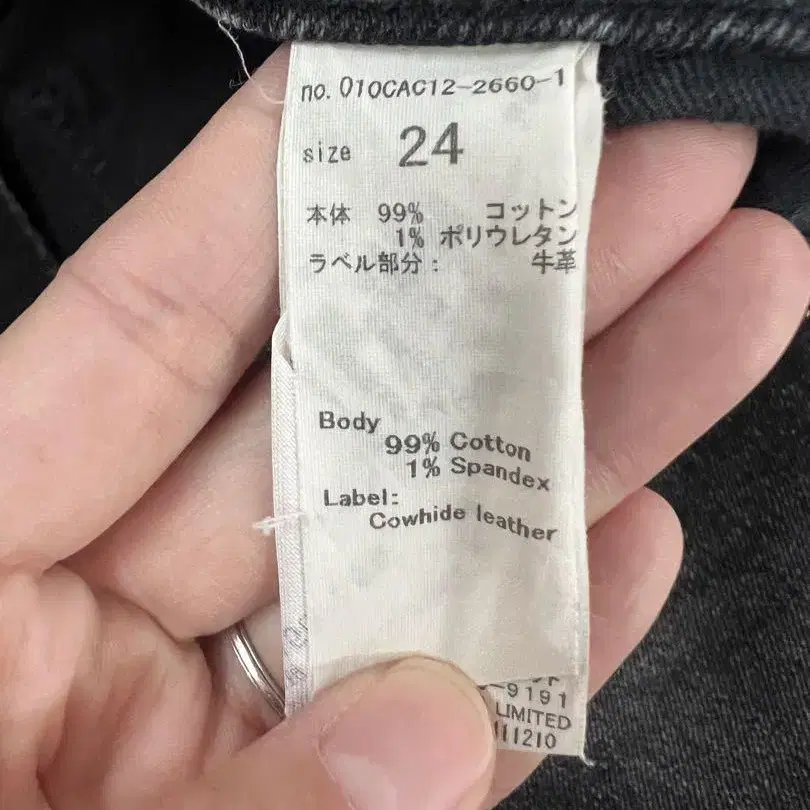 no. 010CAC12-2660-1
size 24
本体 99% コットン
1% ポリウレタン
ラベル部分: 牛革
Body
99% Cotton
1% Spandex
Label:
Cowhide leather
-9191
LIMITED
111210